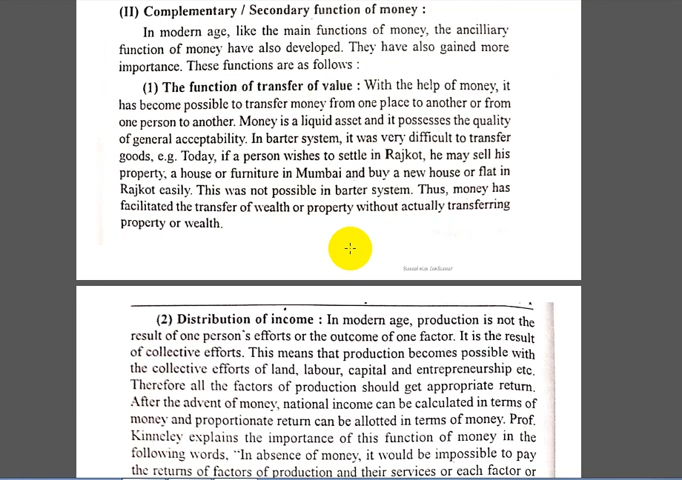 (II) Complementary / Secondary function of money :
In modern age, like the main functions of money, the ancilliary
function of money have also developed. They have also gained more
importance. These functions are as follows :
(1) The function of transfer of value : With the help of money, it
has become possible to transfer money from one place to another or from
one person to another. Money is a liquid asset and it possesses the quality
of general acceptability. In barter system, it was very difficult to transfer
goods, e.g. Today, if a person wishes to settle in Rajkot, he may sell his
property, a house or furniture in Mumbai and buy a new house or flat in
Rajkot easily. This was not possible in barter system. Thus, money has
facilitated the transfer of wealth or property without actually transferring
property or wealth.
Scanned with CamScanner
(2) Distribution of income : In modern age, production is not the
result of one person's efforts or the outcome of one factor. It is the result
of collective efforts. This means that production becomes possible with
the collective efforts of land, labour, capital and entrepreneurship etc.
Therefore all the factors of production should get appropriate return.
After the advent of money, national income can be calculated in terms of
money and proportionate return can be allotted in terms of money. Prof.
Kinneley explains the importance of this function of money in the
following words, "In absence of money, it would be impossible to pay
the returns of factors of production and their services or each factor or